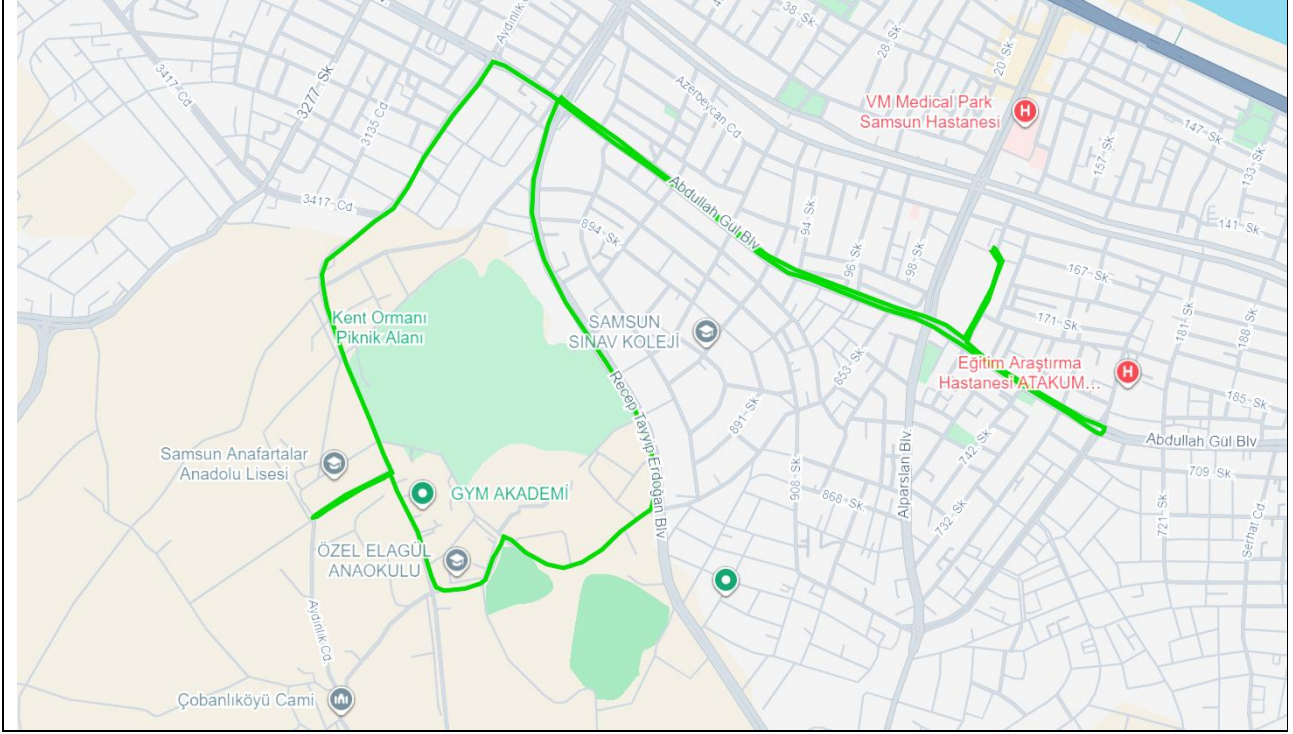 Aydınlık Cd
38. Sk.
28. Sk.
20. Sk.
3417. Cd
3277. Sk
3135 Cd
Azerbeycan Cd
VM Medical Park
Samsun Hastanesi
147. Sk.
157. Sk.
133. Sk.
3417. Cd
Abdullah Gül Blv
894. Sk.
94. Sk.
96. Sk.
98. Sk.
141. Sk.
167. Sk.
171. Sk.
181. Sk.
188. Sk.
Kent Ormanı
Piknik Alanı
SAMSUN
SINAV KOLEJİ
853. Sk.
Eğitim Araştırma
Hastanesi ATAKUM...
185. Sk.
Recep Tayyip Erdoğan Blv
891. Sk.
Alparslan Blv.
742. Sk.
Abdullah Gül Blv
Samsun Anafartalar
Anadolu Lisesi
GYM AKADEMİ
908. Sk.
868. Sk.
732. Sk.
709. Sk.
721. Sk.
Serhat Cd.
ÖZEL ELAGÜL
ANAOKULU
Aydınlık Cd.
Çobanlıköyü Cami